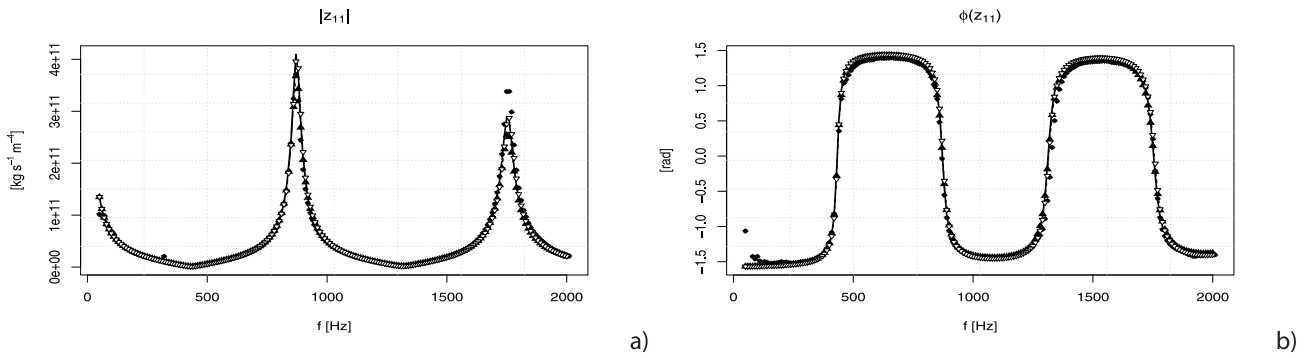 |z₁₁|
[kg s⁻¹ m⁻⁴]
4e+11
3e+11
2e+11
1e+11
0e+00
0 500 1000 1500 2000
f [Hz]
a)
ϕ(z₁₁)
[rad]
1.5
1.0
0.5
0.0
−0.5
−1.0
−1.5
0 500 1000 1500 2000
f [Hz]
b)